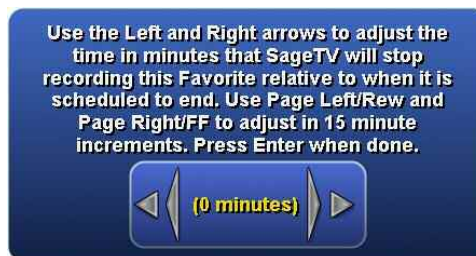 Use the Left and Right arrows to adjust the
time in minutes that SageTV will stop
recording this Favorite relative to when it is
scheduled to end. Use Page Left/Rew and
Page Right/FF to adjust in 15 minute
increments. Press Enter when done.
(0 minutes)